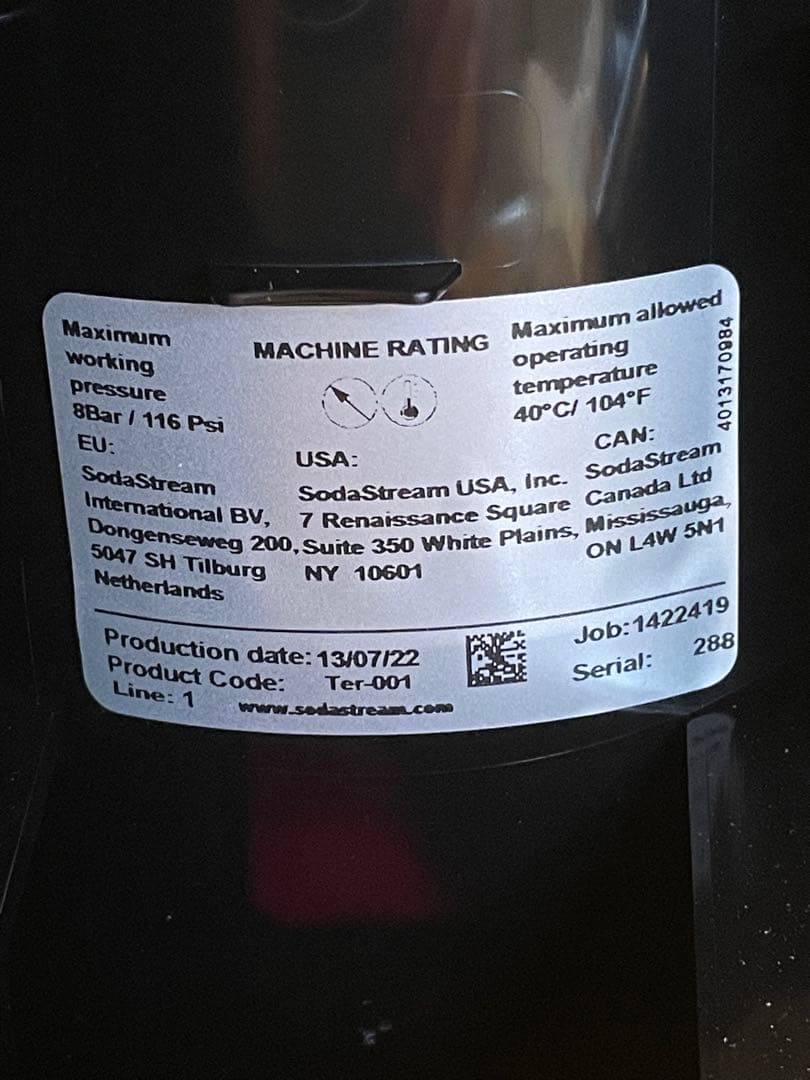 Maximum
working
pressure
8Bar / 116 Psi
MACHINE RATING
Maximum allowed
operating
temperature
40°C/ 104°F
4013170984
EU:
SodaStream
International BV,
Dongenseweg 200,
5047 SH Tilburg
Netherlands
USA:
SodaStream USA, Inc.
7 Renaissance Square
Suite 350 White Plains,
NY 10601
CAN:
SodaStream
Canada Ltd
Mississauga,
ON L4W 5N1
Production date: 13/07/22
Product Code: Ter-001
Line: 1
www.sodastream.com
Job:1422419
Serial: 288